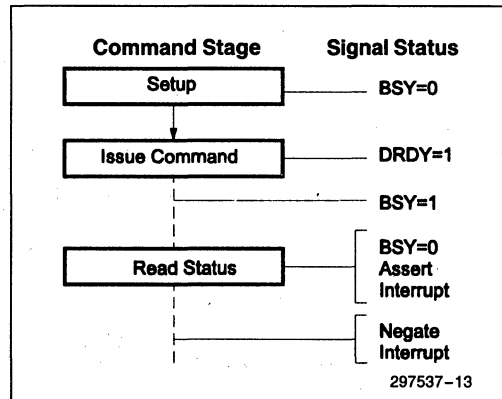 Command Stage Signal Status
Setup BSY=0
Issue Command DRDY=1
BSY=1
BSY=0
Read Status Assert
Interrupt
Negate
Interrupt
297537-13